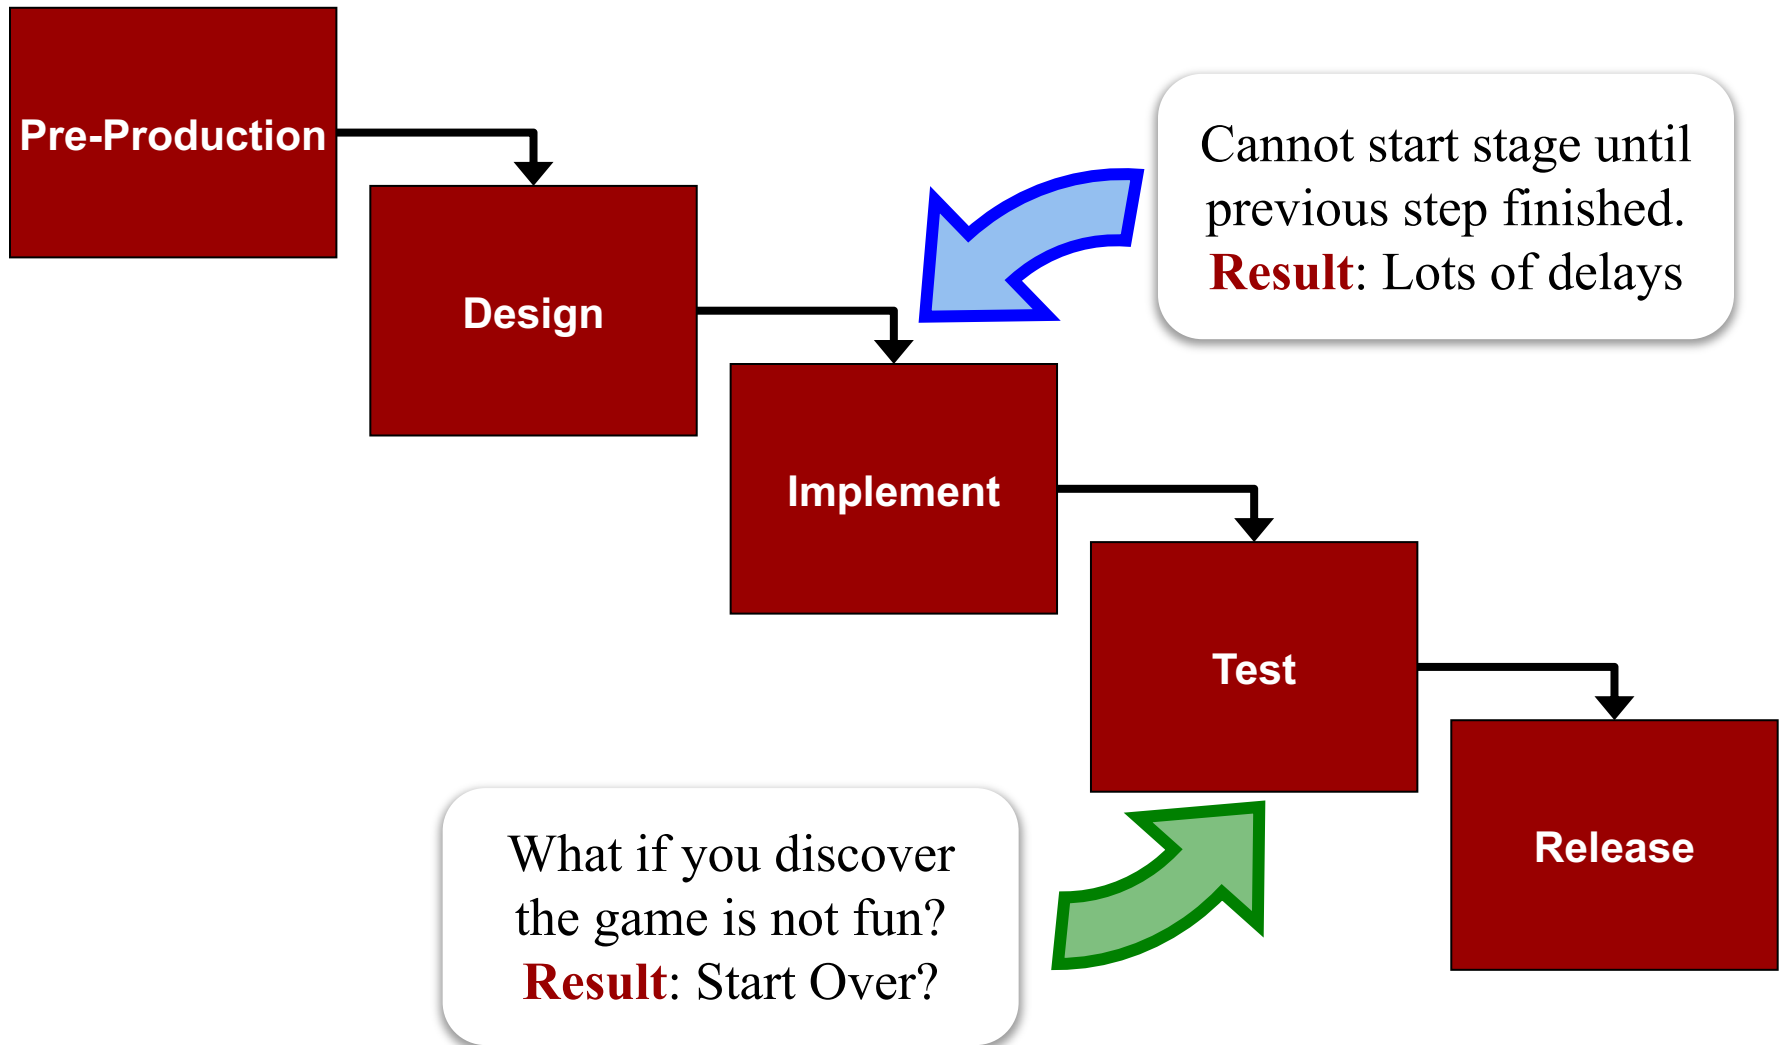 Pre-Production
Cannot start stage until
previous step finished.
Result: Lots of delays
Design
Implement
Test
What if you discover
the game is not fun?
Result: Start Over?
Release